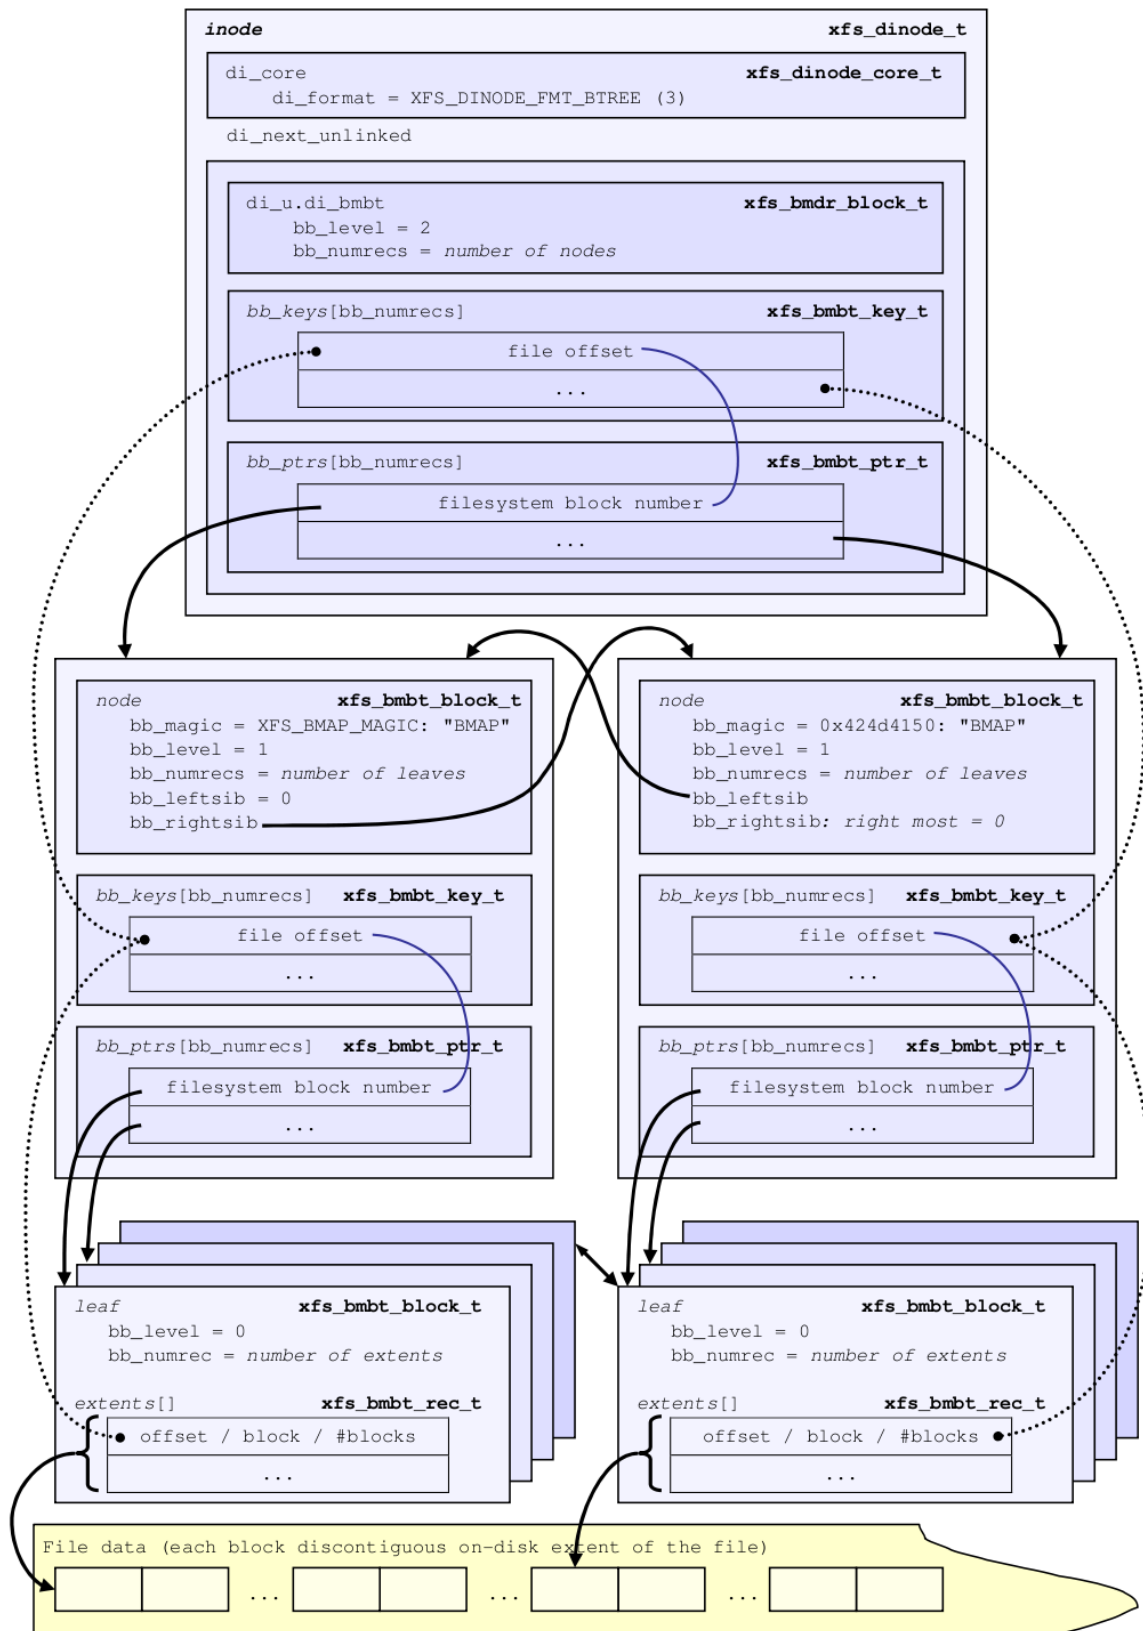 inode xfs_dinode_t
di_core xfs_dinode_core_t
di_format = XFS_DINODE_FMT_BTREE (3)
di_next_unlinked
di_u.di_bmbt xfs_bmdr_block_t
bb_level = 2
bb_numrecs = number of nodes
bb_keys[bb_numrecs] xfs_bmbt_key_t
file offset
...
bb_ptrs[bb_numrecs] xfs_bmbt_ptr_t
filesystem block number
...
node xfs_bmbt_block_t
bb_magic = XFS_BMAP_MAGIC: "BMAP"
bb_level = 1
bb_numrecs = number of leaves
bb_leftsib = 0
bb_rightsib
bb_keys[bb_numrecs] xfs_bmbt_key_t
file offset
...
bb_ptrs[bb_numrecs] xfs_bmbt_ptr_t
filesystem block number
...
node xfs_bmbt_block_t
bb_magic = 0x424d4150: "BMAP"
bb_level = 1
bb_numrecs = number of leaves
bb_leftsib
bb_rightsib: right most = 0
bb_keys[bb_numrecs] xfs_bmbt_key_t
file offset
...
bb_ptrs[bb_numrecs] xfs_bmbt_ptr_t
filesystem block number
...
leaf xfs_bmbt_block_t
bb_level = 0
bb_numrec = number of extents
extents[] xfs_bmbt_rec_t
offset / block / #blocks
...
leaf xfs_bmbt_block_t
bb_level = 0
bb_numrec = number of extents
extents[] xfs_bmbt_rec_t
offset / block / #blocks
...
File data (each block discontiguous on-disk extent of the file)
... ... ...